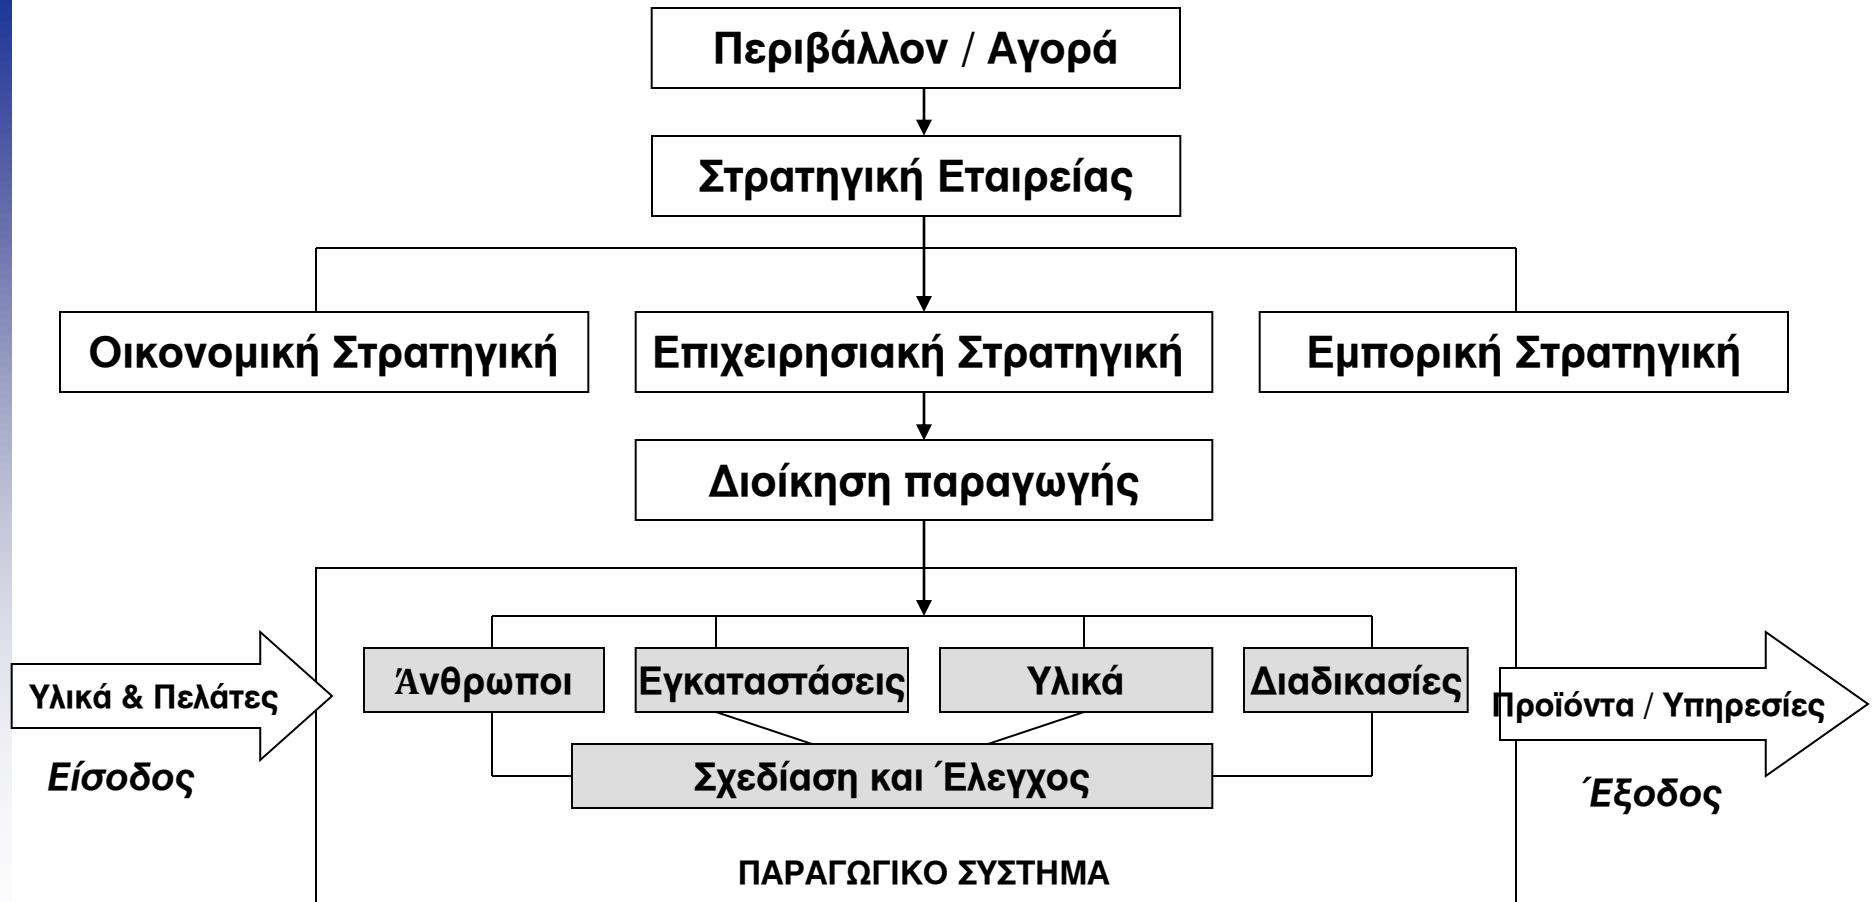 Περιβάλλον / Αγορά
Στρατηγική Εταιρείας
Οικονομική Στρατηγική
Επιχειρησιακή Στρατηγική
Εμπορική Στρατηγική
Διοίκηση παραγωγής
Υλικά & Πελάτες
Άνθρωποι
Εγκαταστάσεις
Υλικά
Διαδικασίες
Προϊόντα / Υπηρεσίες
Είσοδος
Σχεδίαση και Έλεγχος
Έξοδος
ΠΑΡΑΓΩΓΙΚΟ ΣΥΣΤΗΜΑ